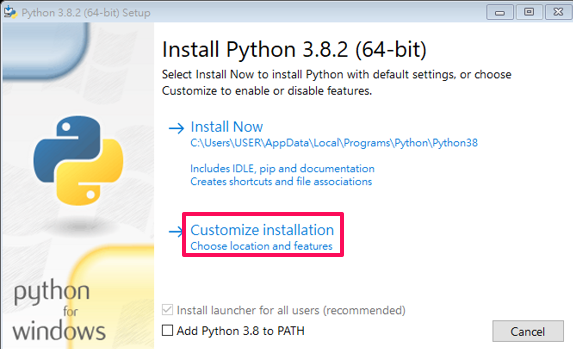 Python 3.8.2 (64-bit) Setup
Install Python 3.8.2 (64-bit)
Select Install Now to install Python with default settings, or choose
Customize to enable or disable features.
Install Now
C:\Users\USER\AppData\Local\Programs\Python\Python38
Includes IDLE, pip and documentation
Creates shortcuts and file associations
Customize installation
Choose location and features
python
for
windows
Install launcher for all users (recommended)
Add Python 3.8 to PATH
Cancel